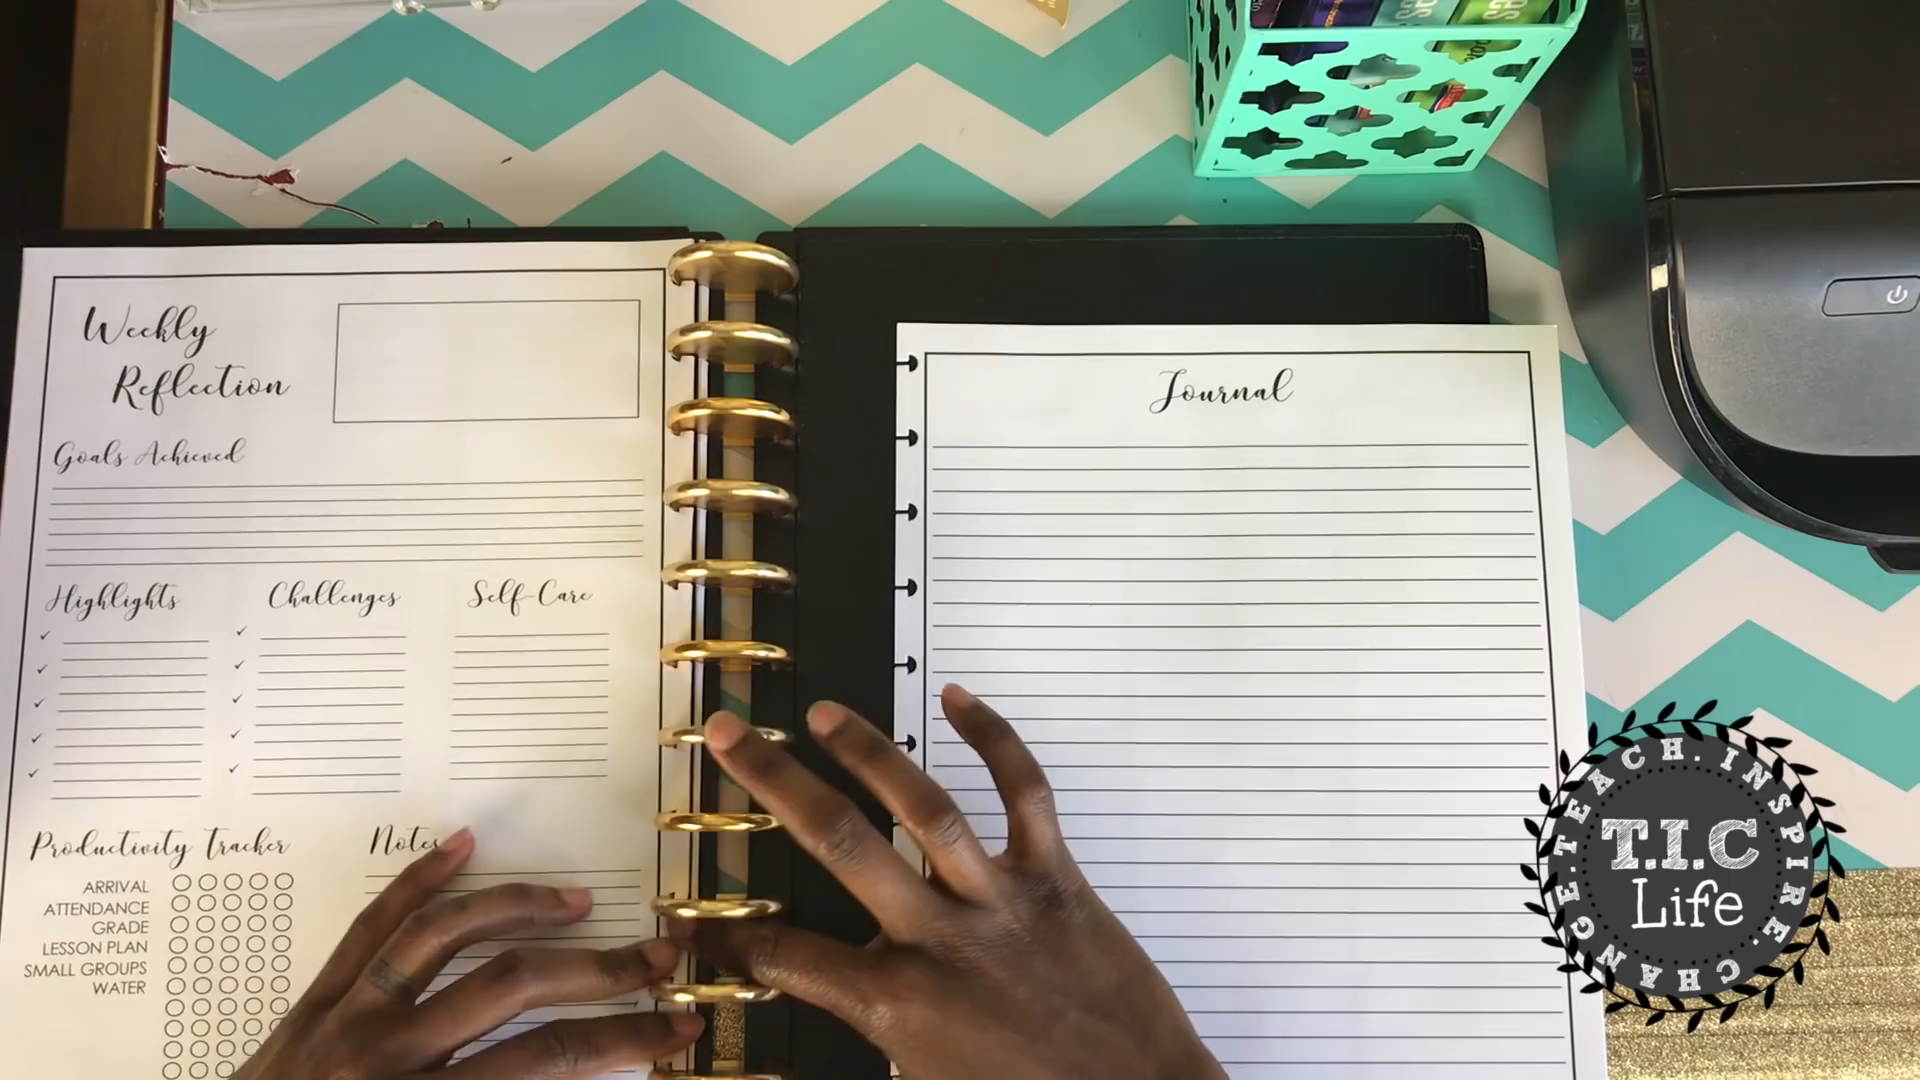 Weekly
Reflection
Goals Achieved
Highlights
Challenges
Self-Care
Productivity Tracker
Notes
ARRIVAL
ATTENDANCE
GRADE
LESSON PLAN
SMALL GROUPS
WATER
Journal
TEACH. INSPIRE. CHANGE.
T.I.C
Life